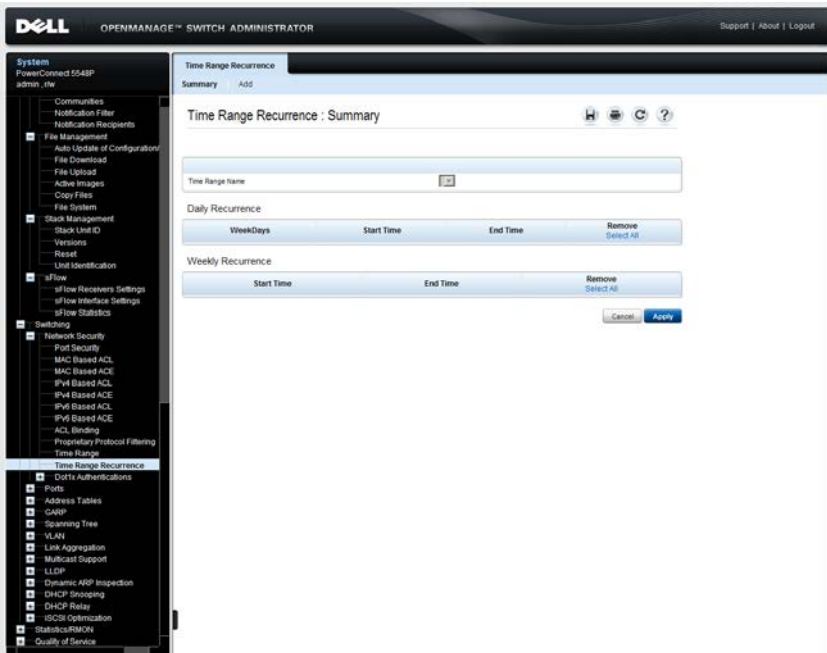 DELL OPENMANAGE™ SWITCH ADMINISTRATOR
Support | About | Logout
System
PowerConnect 5548P
admin , r/w
Communities
Notification Filter
Notification Recipients
File Management
Auto Update of Configuration/
File Download
File Upload
Active Images
Copy Files
File System
Stack Management
Stack Unit ID
Versions
Reset
Unit Identification
sFlow
sFlow Receivers Settings
sFlow Interface Settings
sFlow Statistics
Switching
Network Security
Port Security
MAC Based ACL
MAC Based ACE
IPv4 Based ACL
IPv4 Based ACE
IPv6 Based ACL
IPv6 Based ACE
ACL Binding
Proprietary Protocol Filtering
Time Range
Time Range Recurrence
Dot1x Authentications
Ports
Address Tables
GARP
Spanning Tree
VLAN
Link Aggregation
Multicast Support
LLDP
Dynamic ARP Inspection
DHCP Snooping
DHCP Relay
iSCSI Optimization
Statistics/RMON
Quality of Service
Time Range Recurrence
Summary Add
Time Range Recurrence : Summary
Time Range Name
Daily Recurrence
WeekDays Start Time End Time Remove
Select All
Weekly Recurrence
Start Time End Time Remove
Select All
Cancel Apply